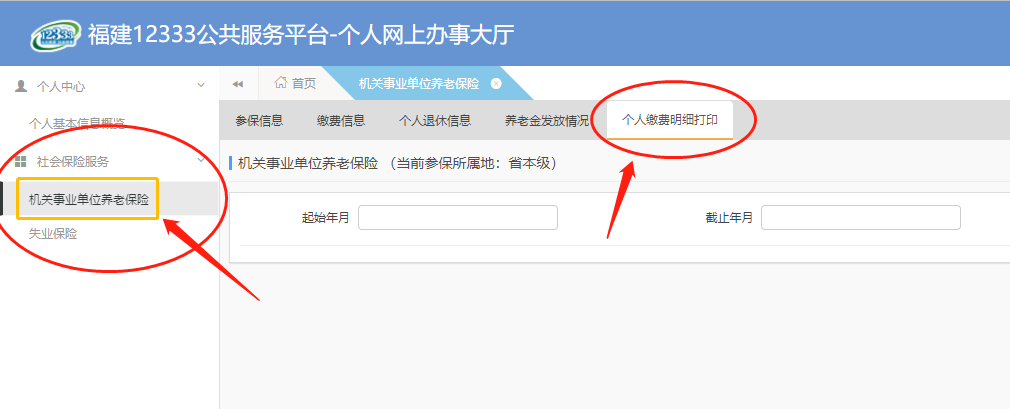 12333
福建12333公共服务平台-个人网上办事大厅
个人中心
首页
机关事业单位养老保险
个人基本信息概览
参保信息
缴费信息
个人退休信息
养老金发放情况
个人缴费明细打印
社会保险服务
机关事业单位养老保险 （当前参保所属地：省本级）
机关事业单位养老保险
起始年月
截止年月
失业保险